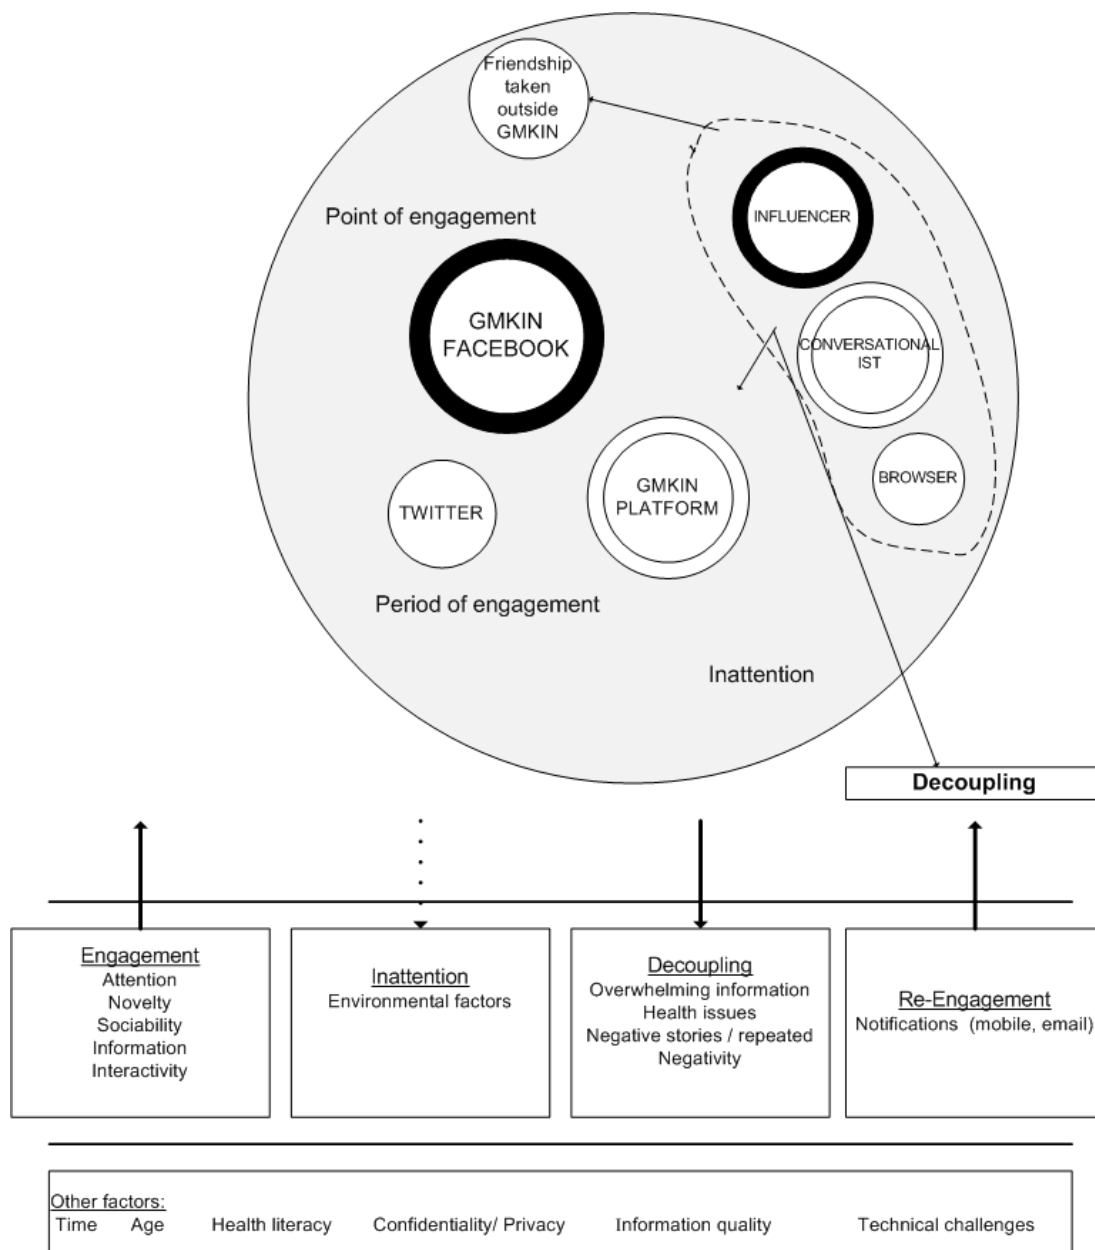 Friendship
taken
outside
GMKIN
INFLUENCER
Point of engagement
GMKIN
FACEBOOK
CONVERSATIONAL
IST
BROWSER
GMKIN
PLATFORM
TWITTER
Period of engagement
Inattention
Decoupling
Engagement
Attention
Novelty
Sociability
Information
Interactivity
Inattention
Environmental factors
Decoupling
Overwhelming information
Health issues
Negative stories / repeated
Negativity
Re-Engagement
Notifications (mobile, email)
Other factors:
Time Age Health literacy Confidentiality/ Privacy Information quality Technical challenges